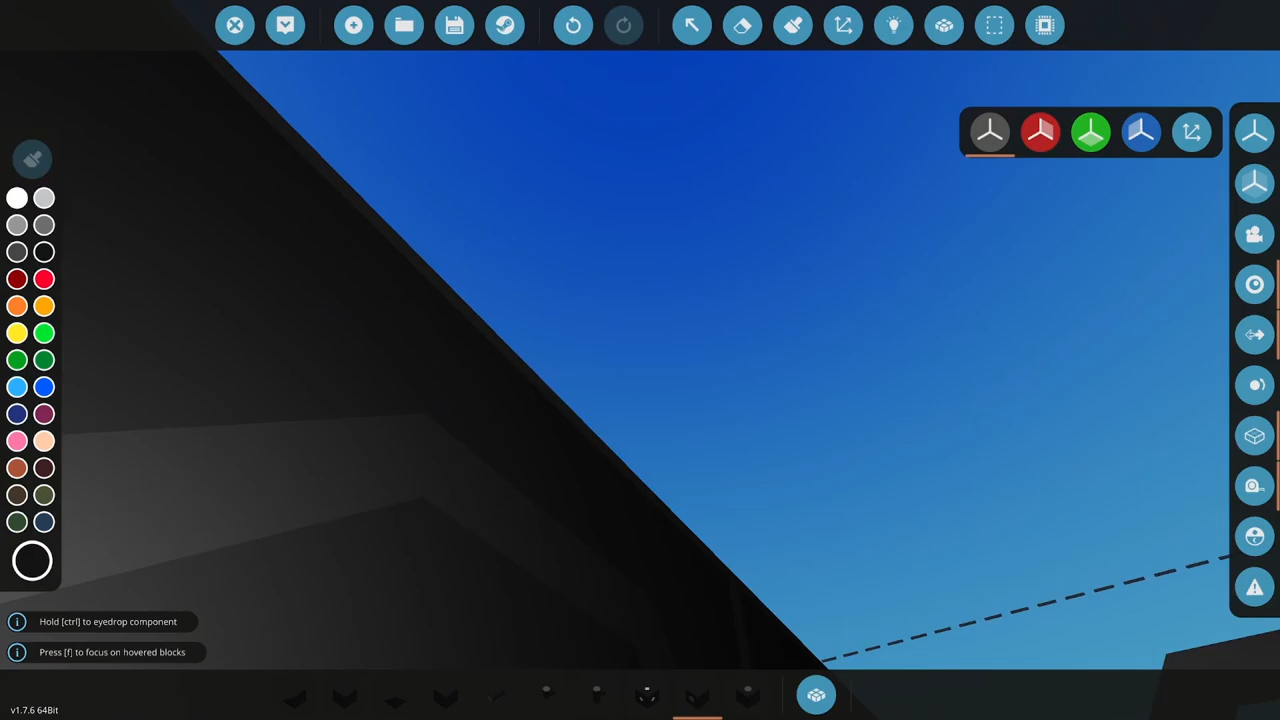 Hold [ctrl] to eyedrop component
Press [f] to focus on hovered blocks
v1.7.6 64Bit